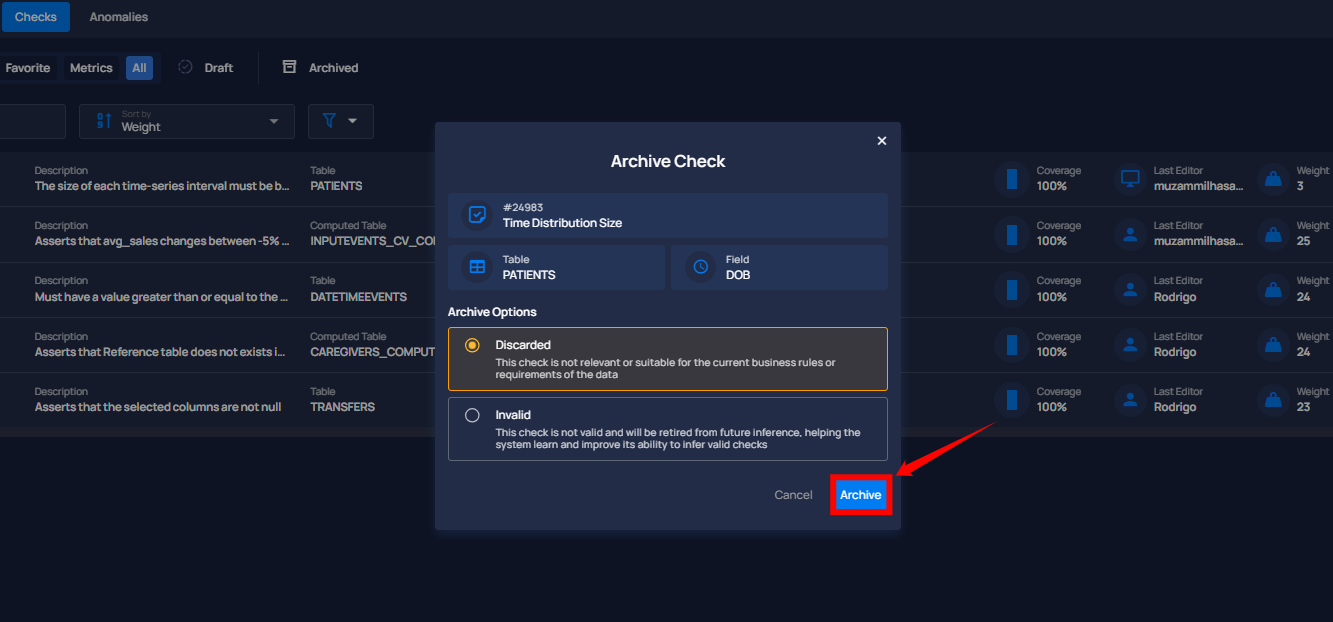 Checks Anomalies
Favorite Metrics All Draft Archived
Sort by
Weight
Description
The size of each time-series interval must be b...
Table
PATIENTS
Coverage
100%
Last Editor
muzammilhasa...
Weight
3
Description
Asserts that avg_sales changes between -5% ...
Computed Table
INPUTEVENTS_CV_CO
Coverage
100%
Last Editor
muzammilhasa...
Weight
25
Description
Must have a value greater than or equal to the ...
Table
DATETIMEEVENTS
Coverage
100%
Last Editor
Rodrigo
Weight
24
Description
Asserts that Reference table does not exists i...
Computed Table
CAREGIVERS_COMPUT
Coverage
100%
Last Editor
Rodrigo
Weight
24
Description
Asserts that the selected columns are not null
Table
TRANSFERS
Coverage
100%
Last Editor
Rodrigo
Weight
23
Archive Check
#24983
Time Distribution Size
Table
PATIENTS
Field
DOB
Archive Options
Discarded
This check is not relevant or suitable for the current business rules or
requirements of the data
Invalid
This check is not valid and will be retired from future inference, helping the
system learn and improve its ability to infer valid checks
Cancel Archive